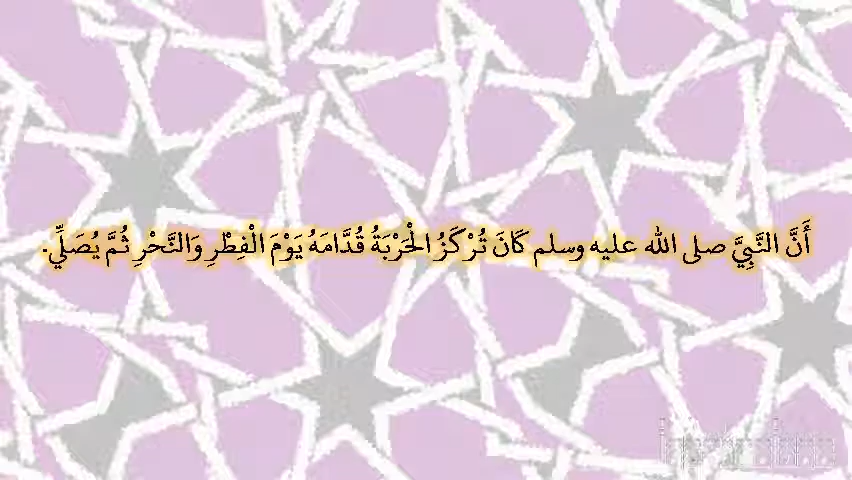 أَنَّ النَّبِيَّ صلى الله عليه وسلم كَانَ تُرْكَزُ الْحَرْبَةُ قُدَّامَهُ يَوْمَ الْفِطْرِ وَالنَّحْرِ ثُمَّ يُصَلِّي.